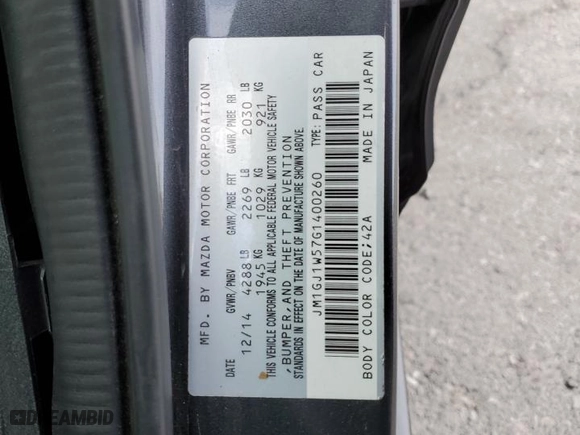 MFD. BY MAZDA MOTOR CORPORATION
DATE GVWR/PNBV GAWR/PNBE FRT GAWR/PNBE RR
12/14 4288 LB 2269 LB 2030 LB
1945 KG 1029 KG 921 KG
THIS VEHICLE CONFORMS TO ALL APPLICABLE FEDERAL MOTOR VEHICLE SAFETY
,BUMPER,AND THEFT PREVENTION
STANDARDS IN EFFECT ON THE DATE OF MANUFACTURE SHOWN ABOVE.
JM1GJ1W57G1400260 TYPE: PASS CAR
BODY COLOR CODE;42A MADE IN JAPAN
DREAMBID